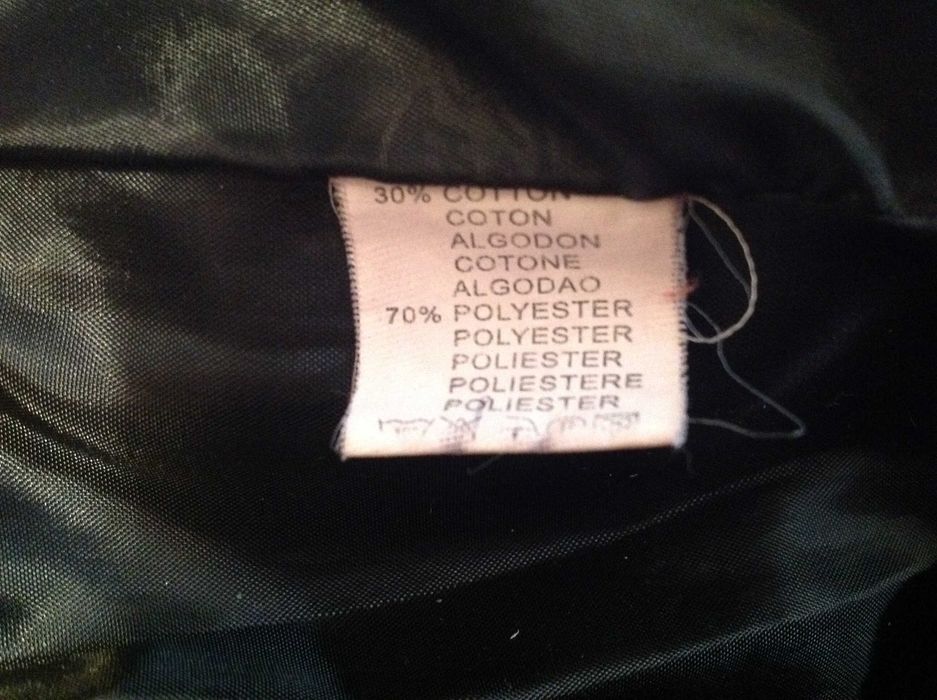 30% COTTON
COTON
ALGODON
COTONE
ALGODAO
70% POLYESTER
POLYESTER
POLIESTER
POLIESTERE
POLIESTER